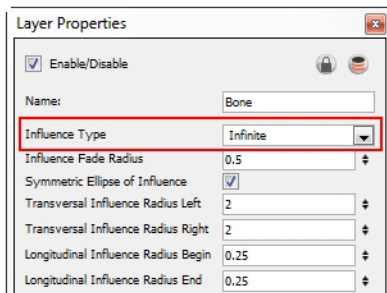 Layer Properties
Enable/Disable
Name: Bone
Influence Type Infinite
Influence Fade Radius 0.5
Symmetric Ellipse of Influence
Transversal Influence Radius Left 2
Transversal Influence Radius Right 2
Longitudinal Influence Radius Begin 0.25
Longitudinal Influence Radius End 0.25